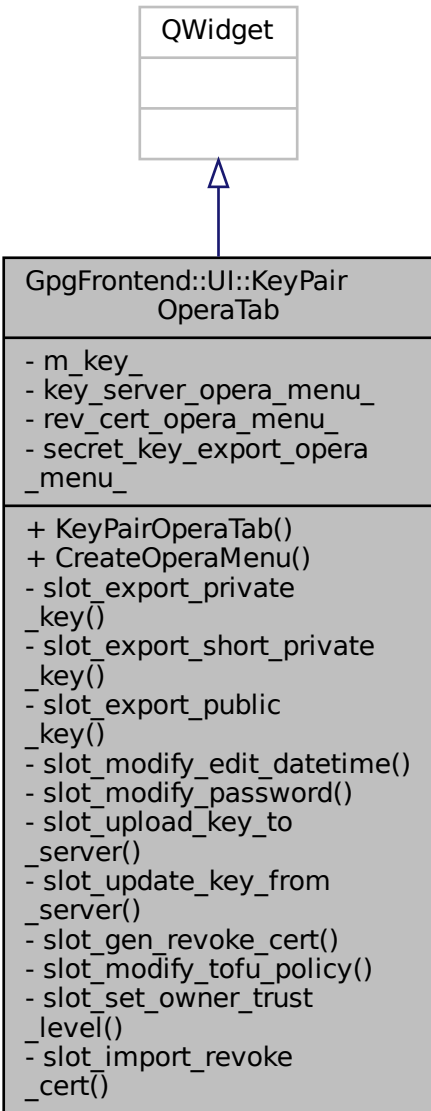 QWidget
GpgFrontend::UI::KeyPair
OperaTab
- m_key_
- key_server_opera_menu_
- rev_cert_opera_menu_
- secret_key_export_opera
_menu_
+ KeyPairOperaTab()
+ CreateOperaMenu()
- slot_export_private
_key()
- slot_export_short_private
_key()
- slot_export_public
_key()
- slot_modify_edit_datetime()
- slot_modify_password()
- slot_upload_key_to
_server()
- slot_update_key_from
_server()
- slot_gen_revoke_cert()
- slot_modify_tofu_policy()
- slot_set_owner_trust
_level()
- slot_import_revoke
_cert()